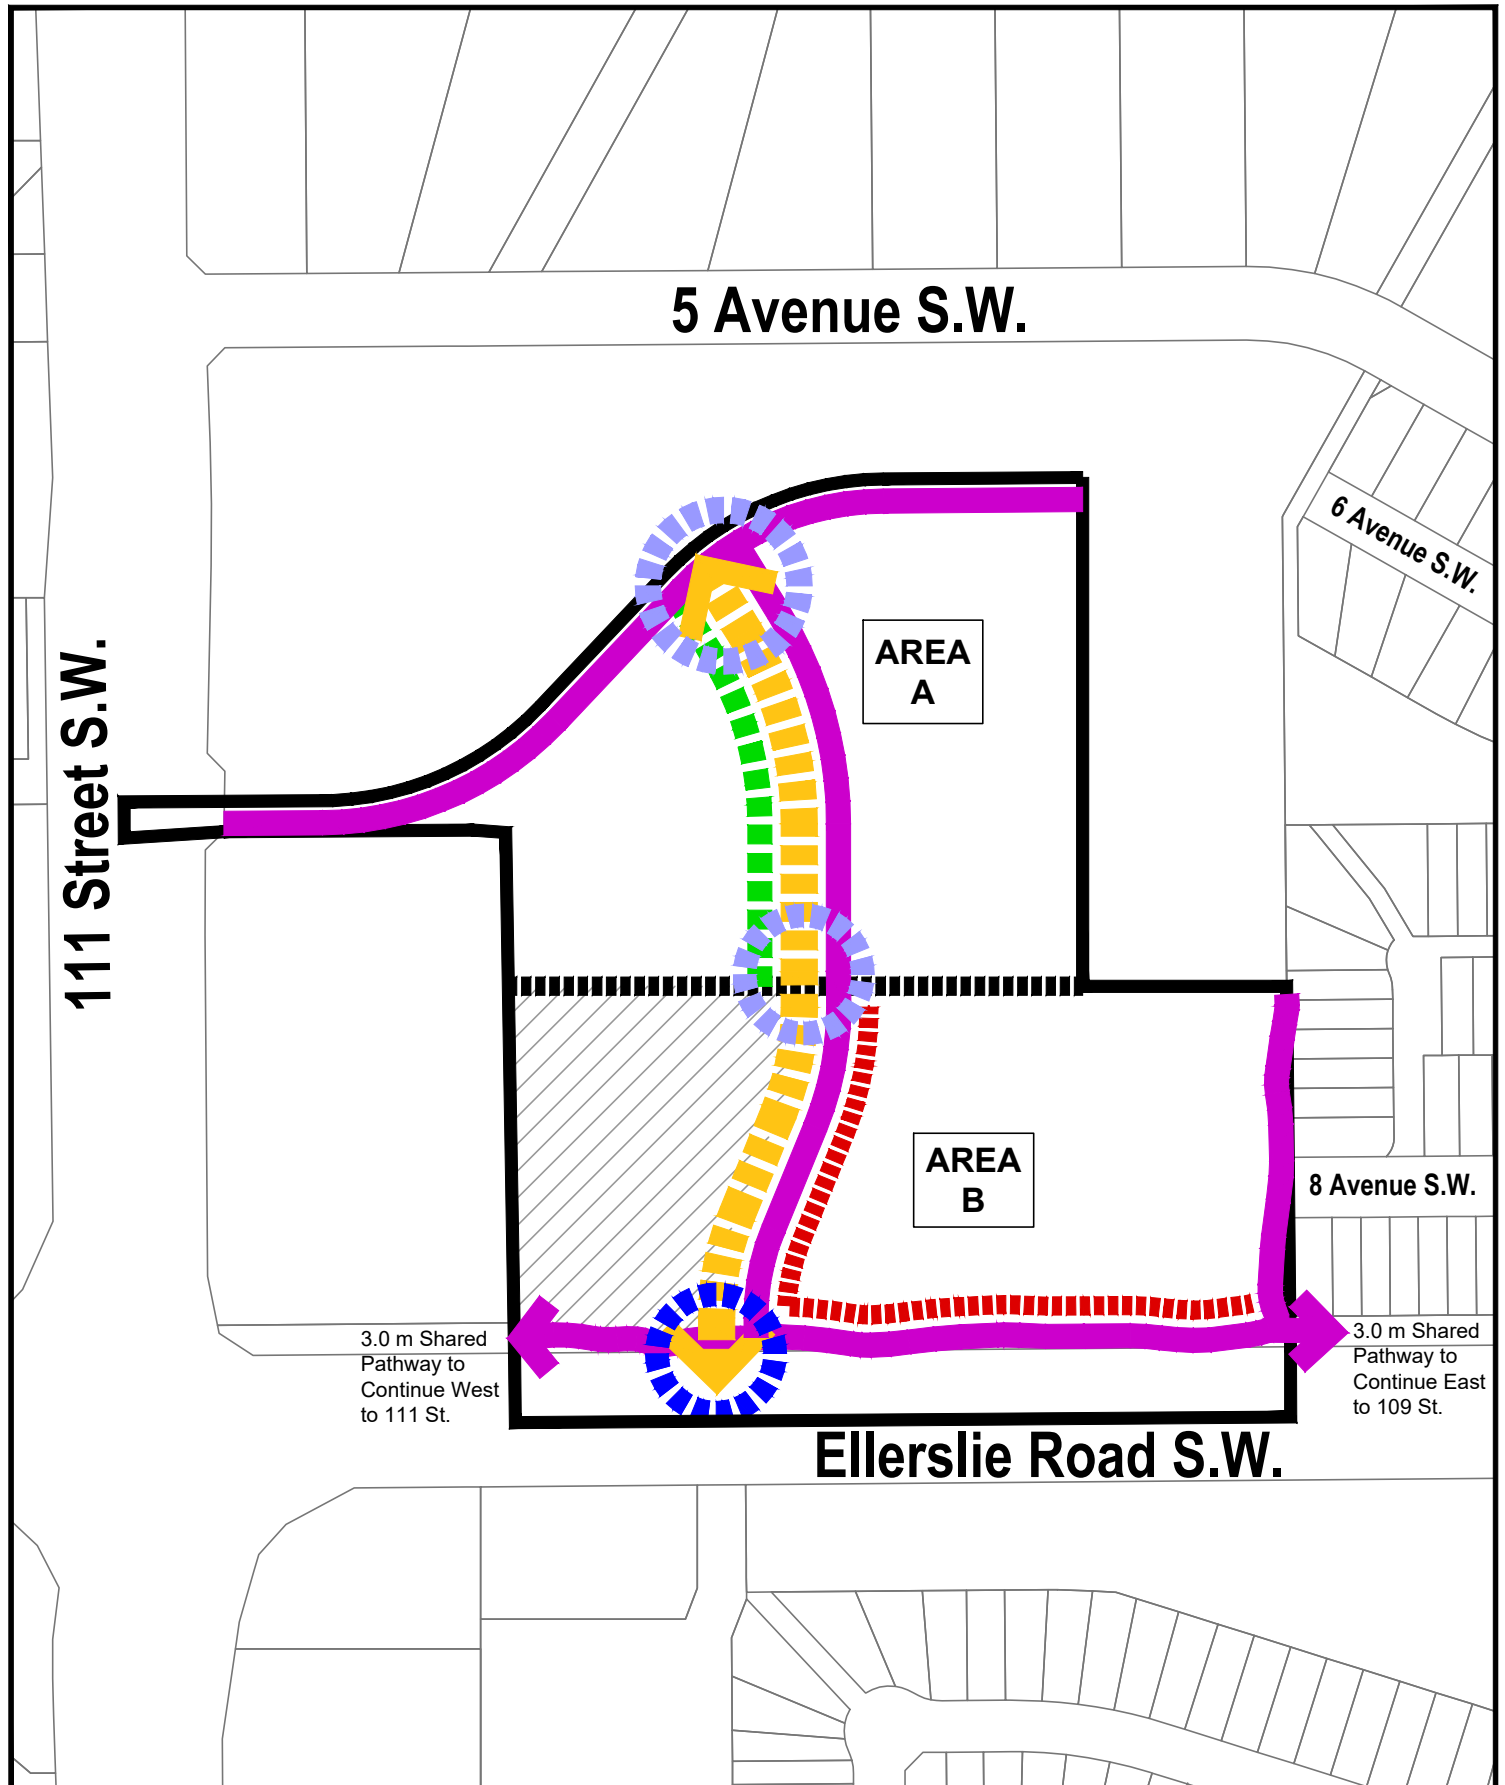 5 Avenue S.W.
6 Avenue S.W.
AREA
A
111 Street S.W.
AREA
B
8 Avenue S.W.
3.0 m Shared
Pathway to
Continue West
to 111 St.
3.0 m Shared
Pathway to
Continue East
to 109 St.
Ellerslie Road S.W.